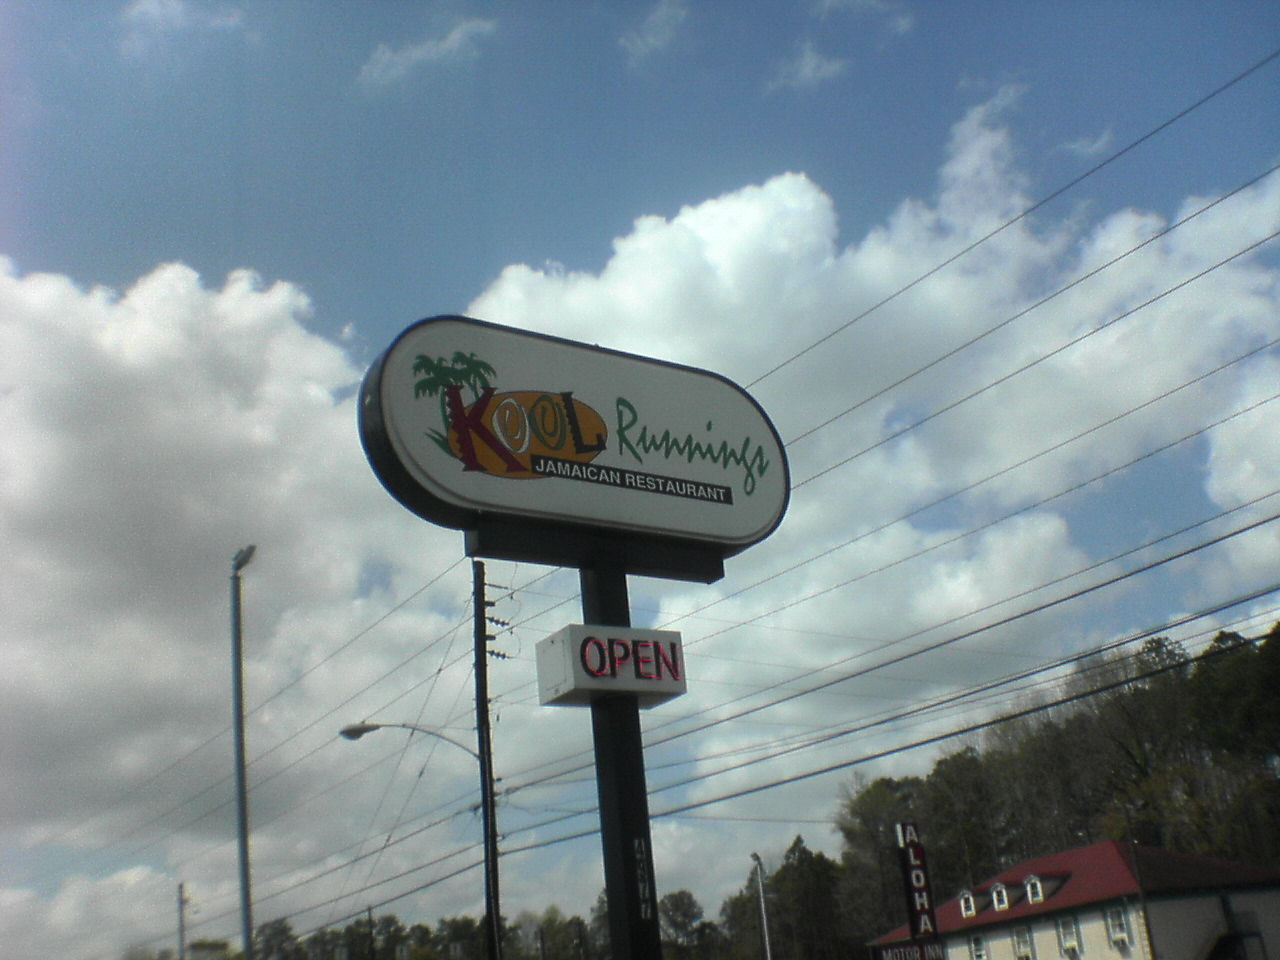 KOOL Runnings
JAMAICAN RESTAURANT
OPEN
ALOHA
MOTOR INN